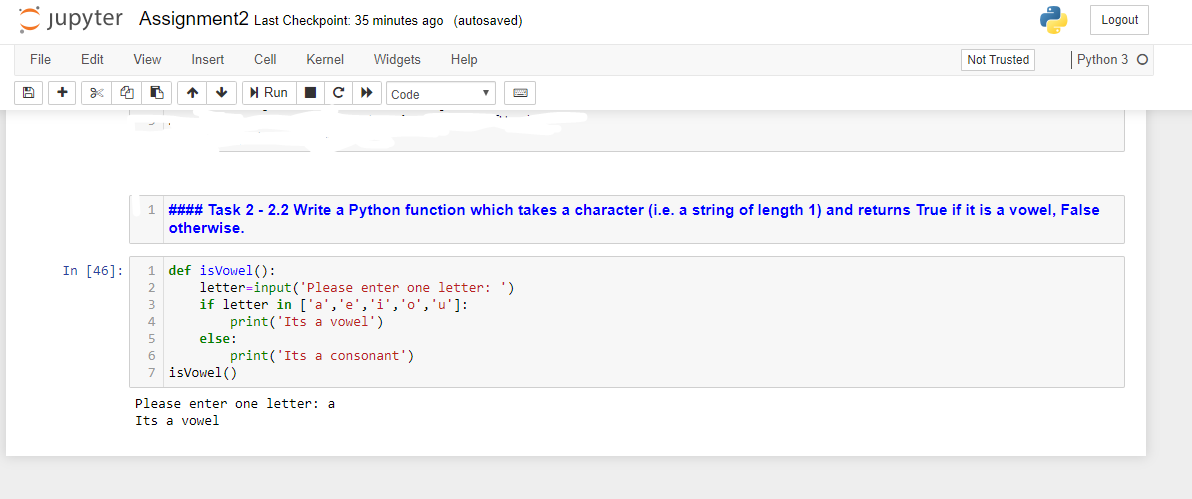 jupyter Assignment2 Last Checkpoint: 35 minutes ago (autosaved)
Logout
File Edit View Insert Cell Kernel Widgets Help
Not Trusted
Python 3
Run
Code
1 #### Task 2 - 2.2 Write a Python function which takes a character (i.e. a string of length 1) and returns True if it is a vowel, False
otherwise.
In [46]:
1 def isVowel():
2     letter=input('Please enter one letter: ')
3     if letter in ['a','e','i','o','u']:
4         print('Its a vowel')
5     else:
6         print('Its a consonant')
7 isVowel()
Please enter one letter: a
Its a vowel